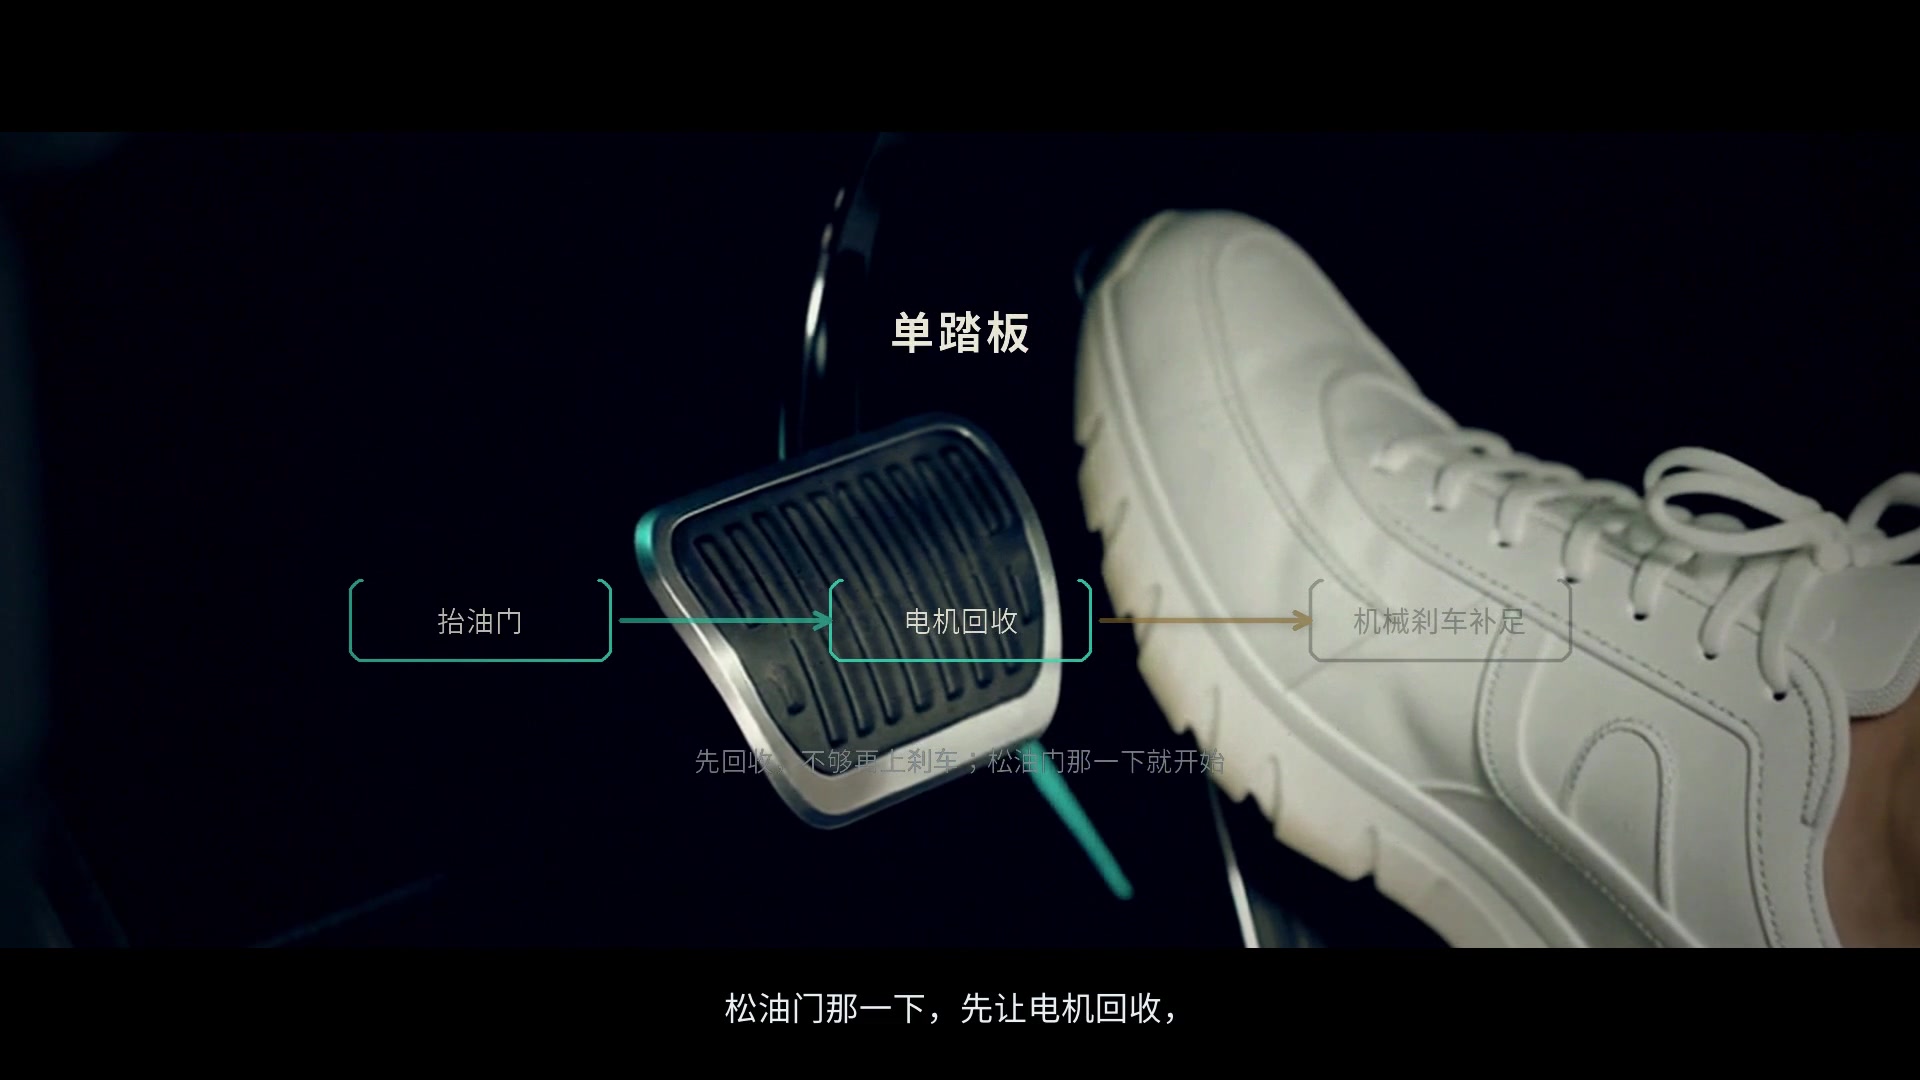 单踏板
抬油门
电机回收
机械刹车补足
先回收，不够再上刹车；松油门那一下就开始
松油门那一下，先让电机回收，